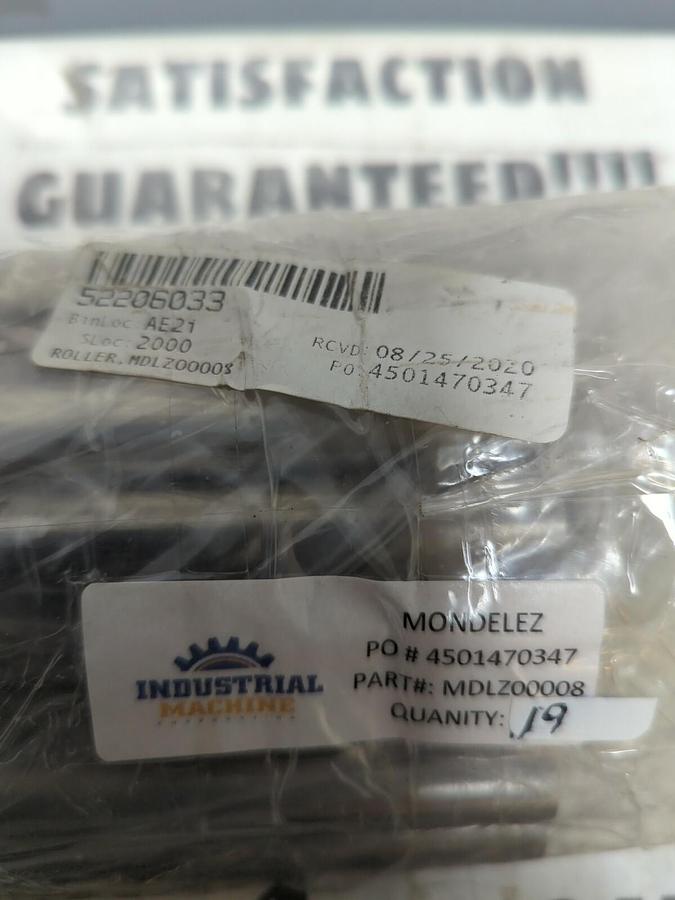 SATISFACTION
GUARANTEED!!!!
52206033
BinLoc: AE21
SLoc: 2000
ROLLER.MDLZ00008
RCVD: 08/25/2020
PO: 4501470347
MONDELEZ
PO # 4501470347
PART#: MDLZ00008
QUANITY: 19
INDUSTRIAL
MACHINE